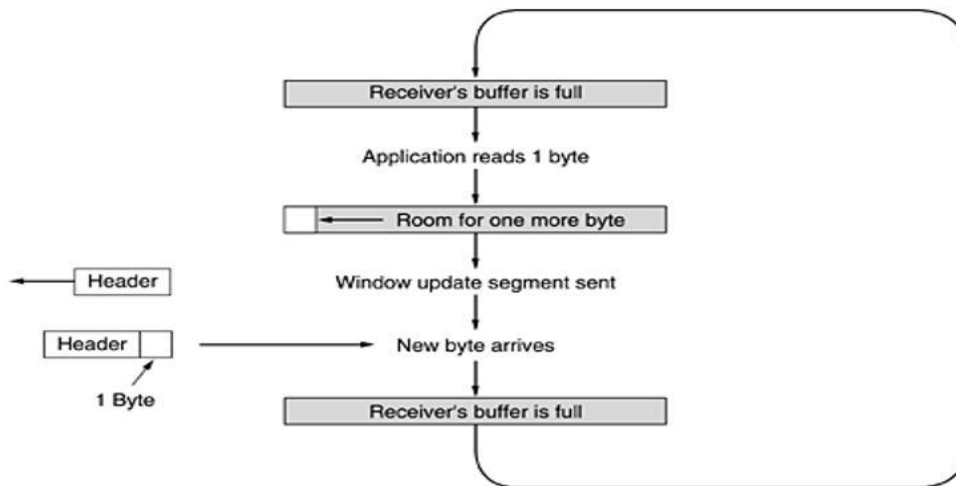 Receiver's buffer is full
Application reads 1 byte
Room for one more byte
Window update segment sent
Header
New byte arrives
Header
1 Byte
Receiver's buffer is full